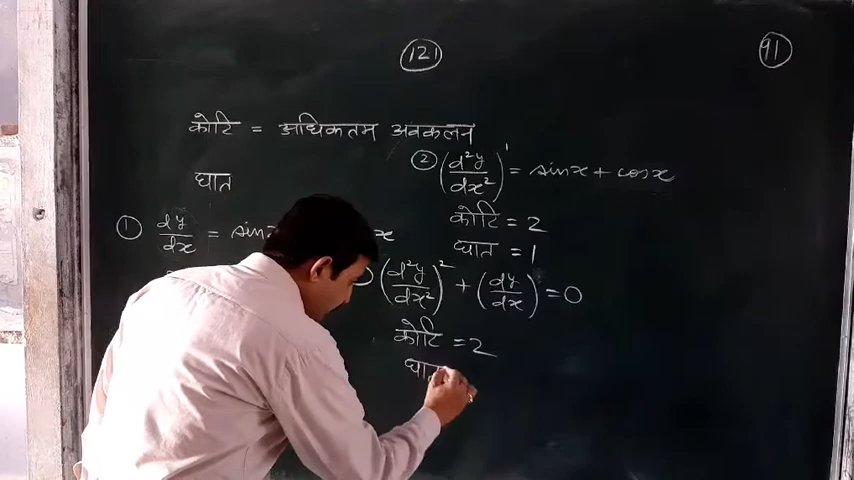 121
91
कोटि = अधिकतम अवकलन
घात
① dy/dx = sin x
② (d²y/dx²)¹ = sinx + cosx
कोटि = 2
घात = 1
(d²y/dx²)² + (dy/dx) = 0
कोटि = 2
घात